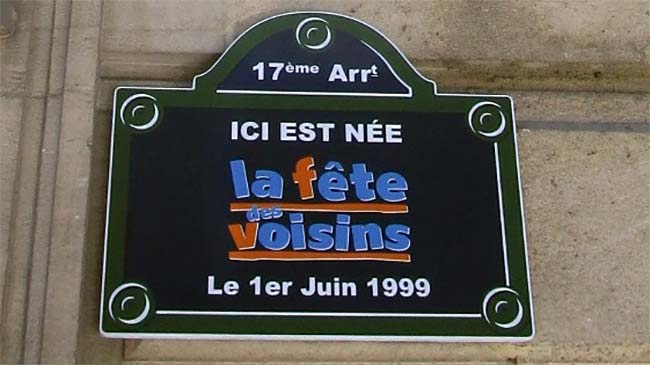 17ème Arrt
ICI EST NÉE
la fête
des
voisins
Le 1er Juin 1999